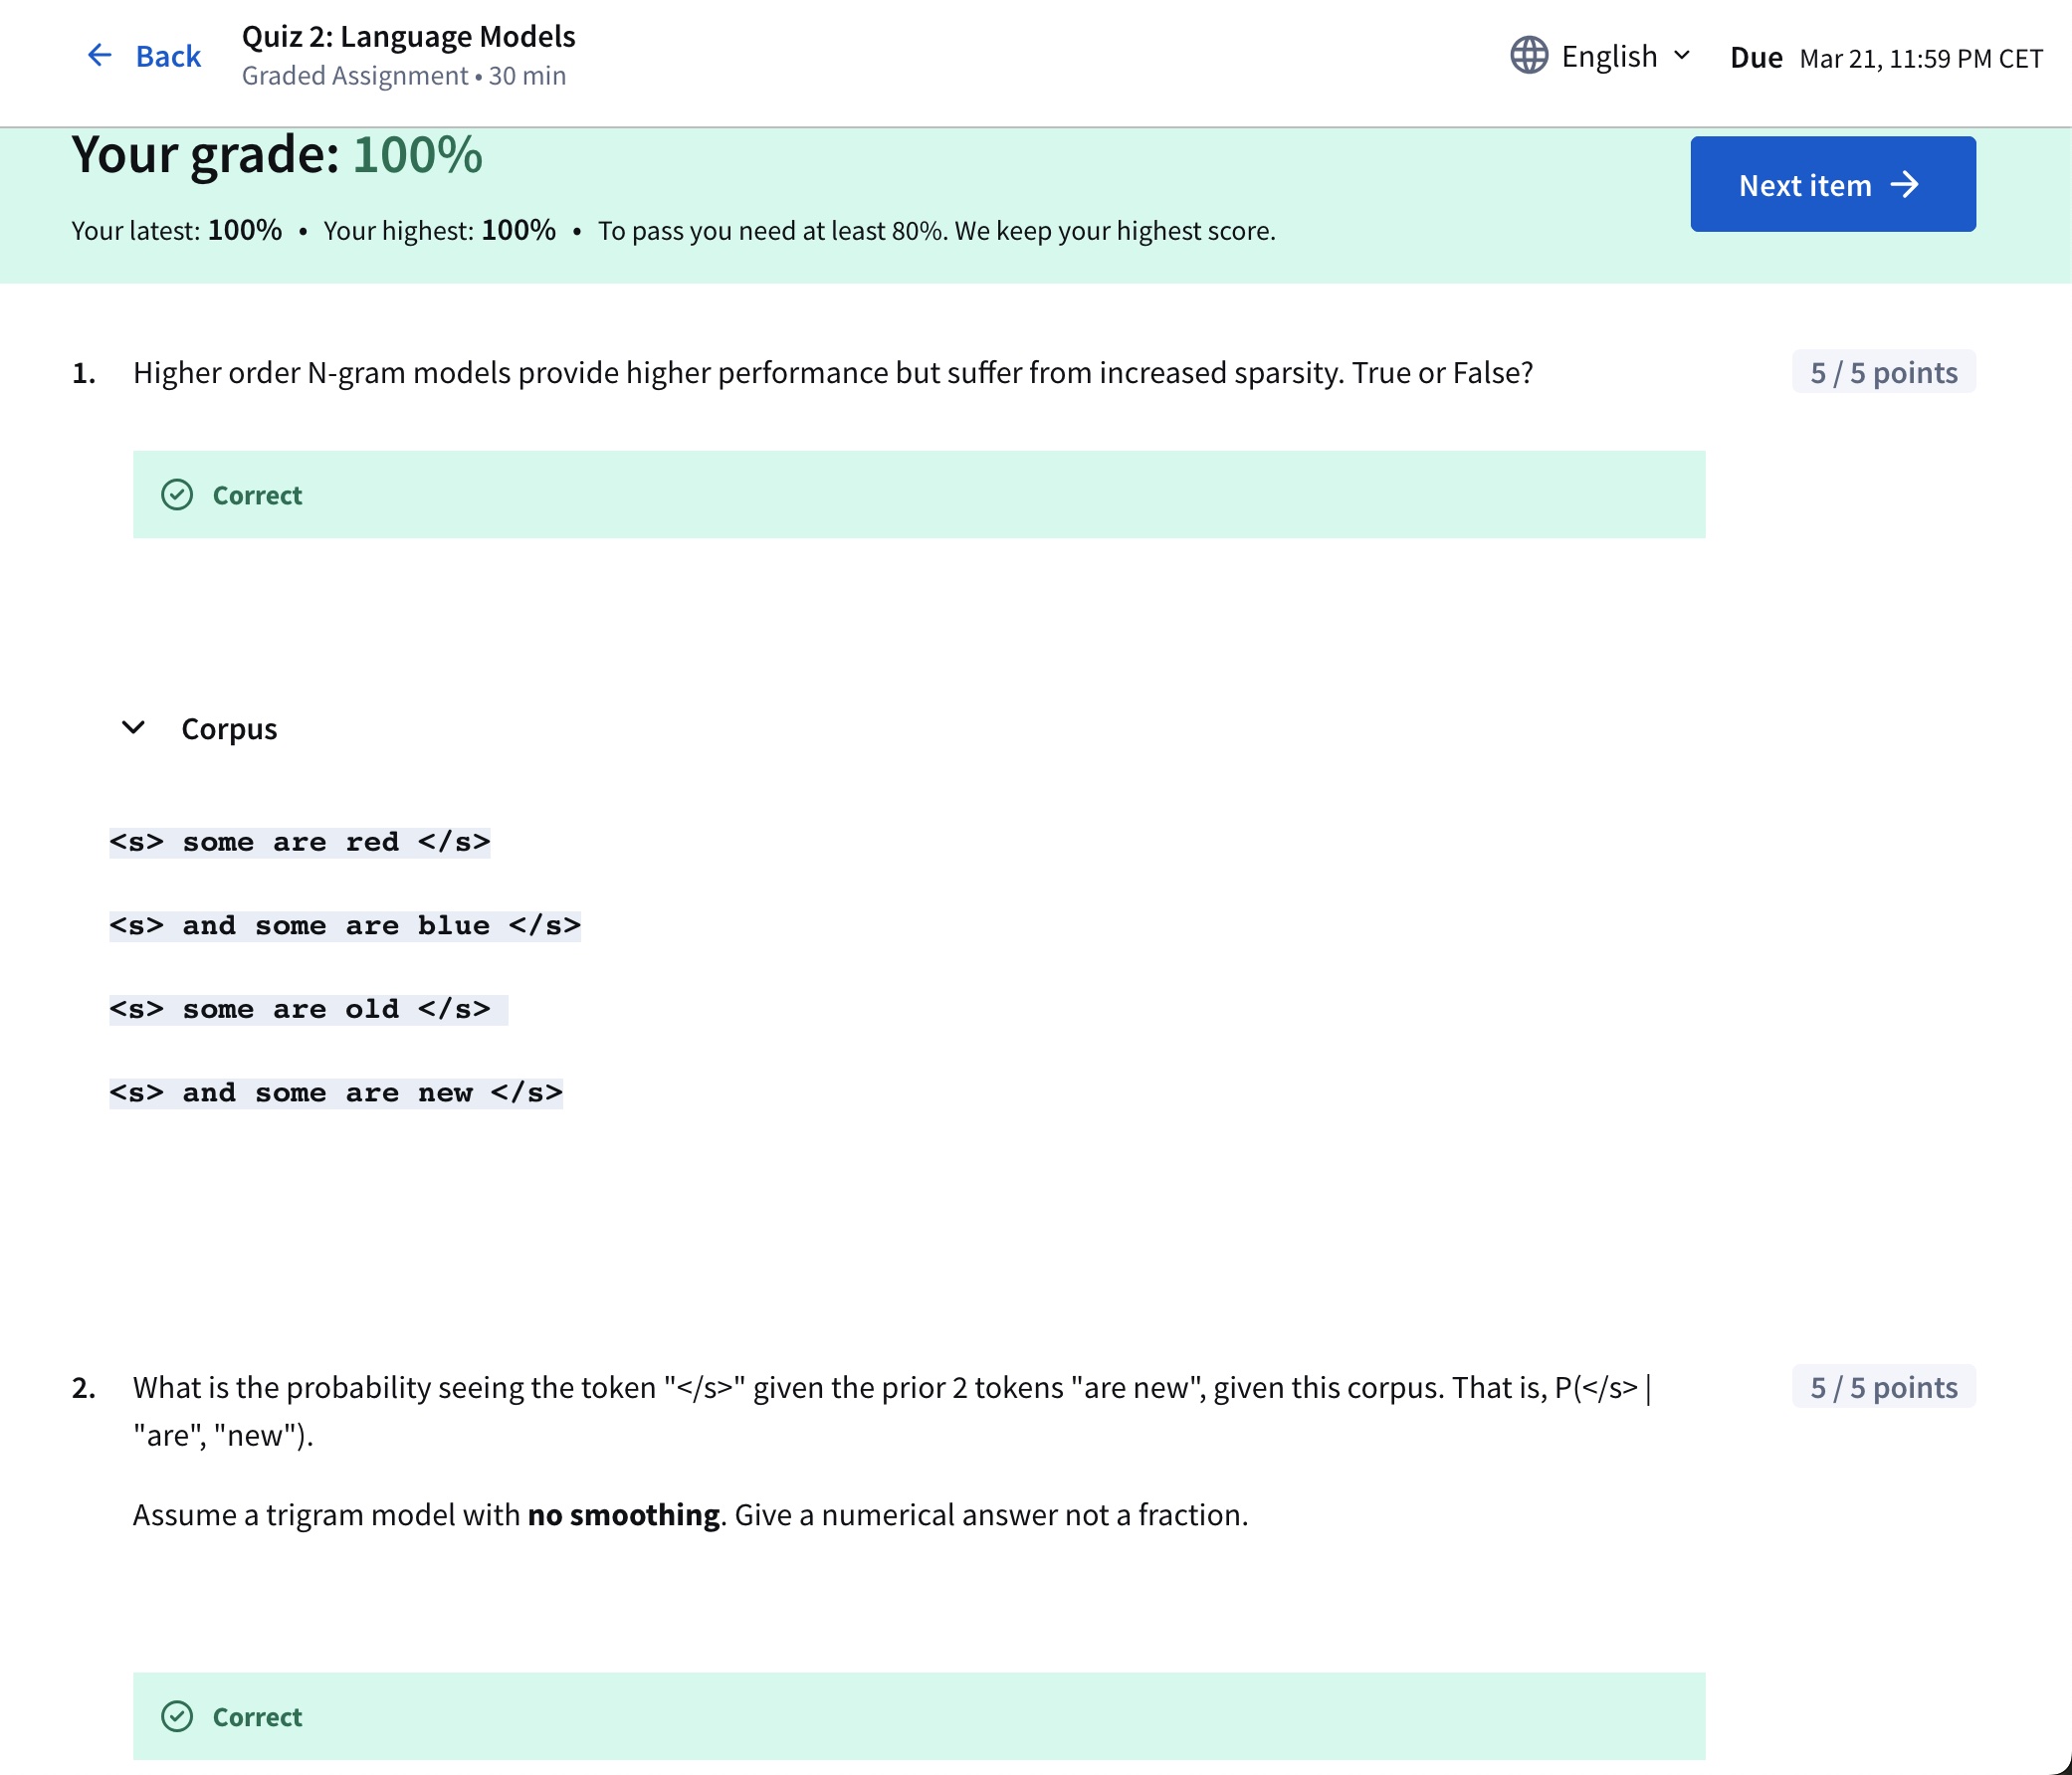 Back
Quiz 2: Language Models
Graded Assignment • 30 min
English
Due Mar 21, 11:59 PM CET
Your grade: 100%
Next item
Your latest: 100% • Your highest: 100% • To pass you need at least 80%. We keep your highest score.
1. Higher order N-gram models provide higher performance but suffer from increased sparsity. True or False?
5 / 5 points
Correct
Corpus
<s> some are red </s>
<s> and some are blue </s>
<s> some are old </s>
<s> and some are new </s>
2. What is the probability seeing the token "</s>" given the prior 2 tokens "are new", given this corpus. That is, P(</s> |
"are", "new").
5 / 5 points
Assume a trigram model with no smoothing. Give a numerical answer not a fraction.
Correct